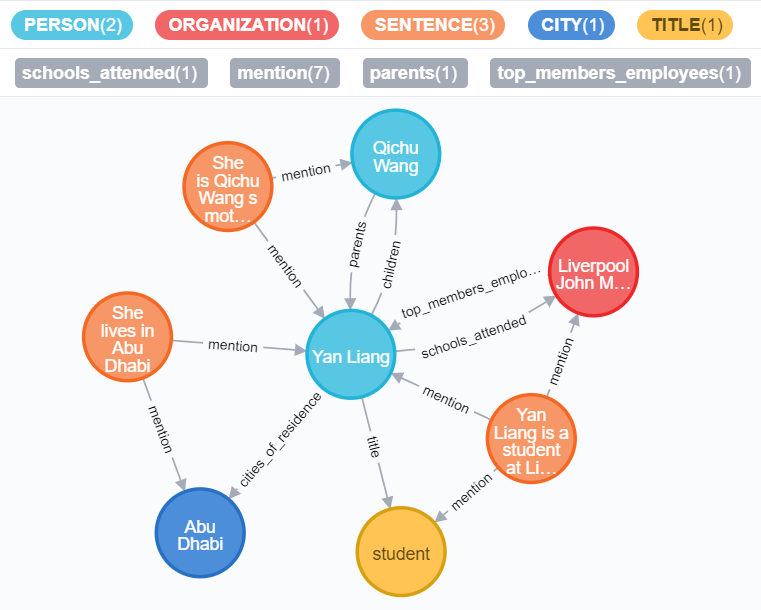 PERSON(2) ORGANIZATION(1) SENTENCE(3) CITY(1) TITLE(1)
schools_attended(1) mention(7) parents(1) top_members_employees(1)
Qichu
Wang
She
is Qichu
Wang s
mot…
mention
mention
parents
children
Liverpool
John M…
top_members_emplo…
schools_attended
She
lives in
Abu
Dhabi
mention
Yan Liang
mention
mention
mention
cities_of_residence
title
Yan
Liang is a
student
at Li…
mention
Abu
Dhabi
student